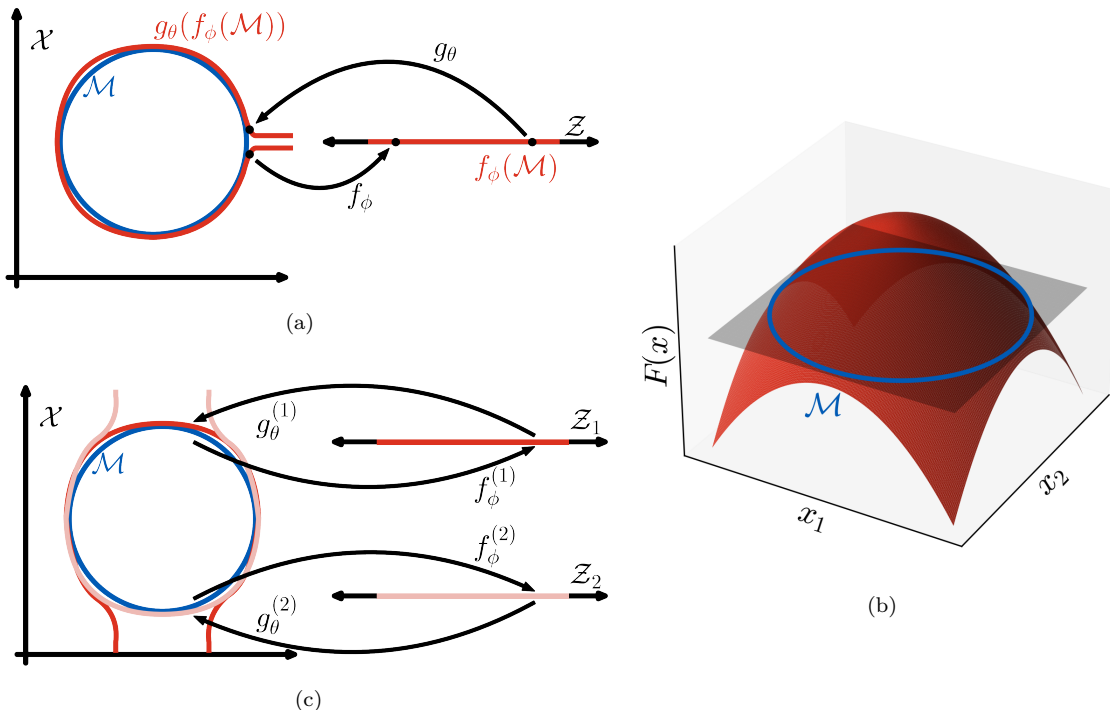 𝒳
g_θ(f_ϕ(ℳ))
ℳ
g_θ
𝒵
f_ϕ(ℳ)
f_ϕ
(a)
F(x)
ℳ
x_1
x_2
(b)
𝒳
ℳ
g_θ^{(1)}
𝒵_1
f_ϕ^{(1)}
f_ϕ^{(2)}
𝒵_2
g_θ^{(2)}
(c)